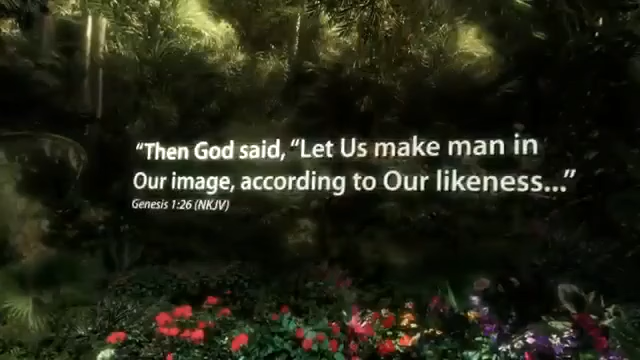 “Then God said, “Let Us make man in
Our image, according to Our likeness...”
Genesis 1:26 (NKJV)